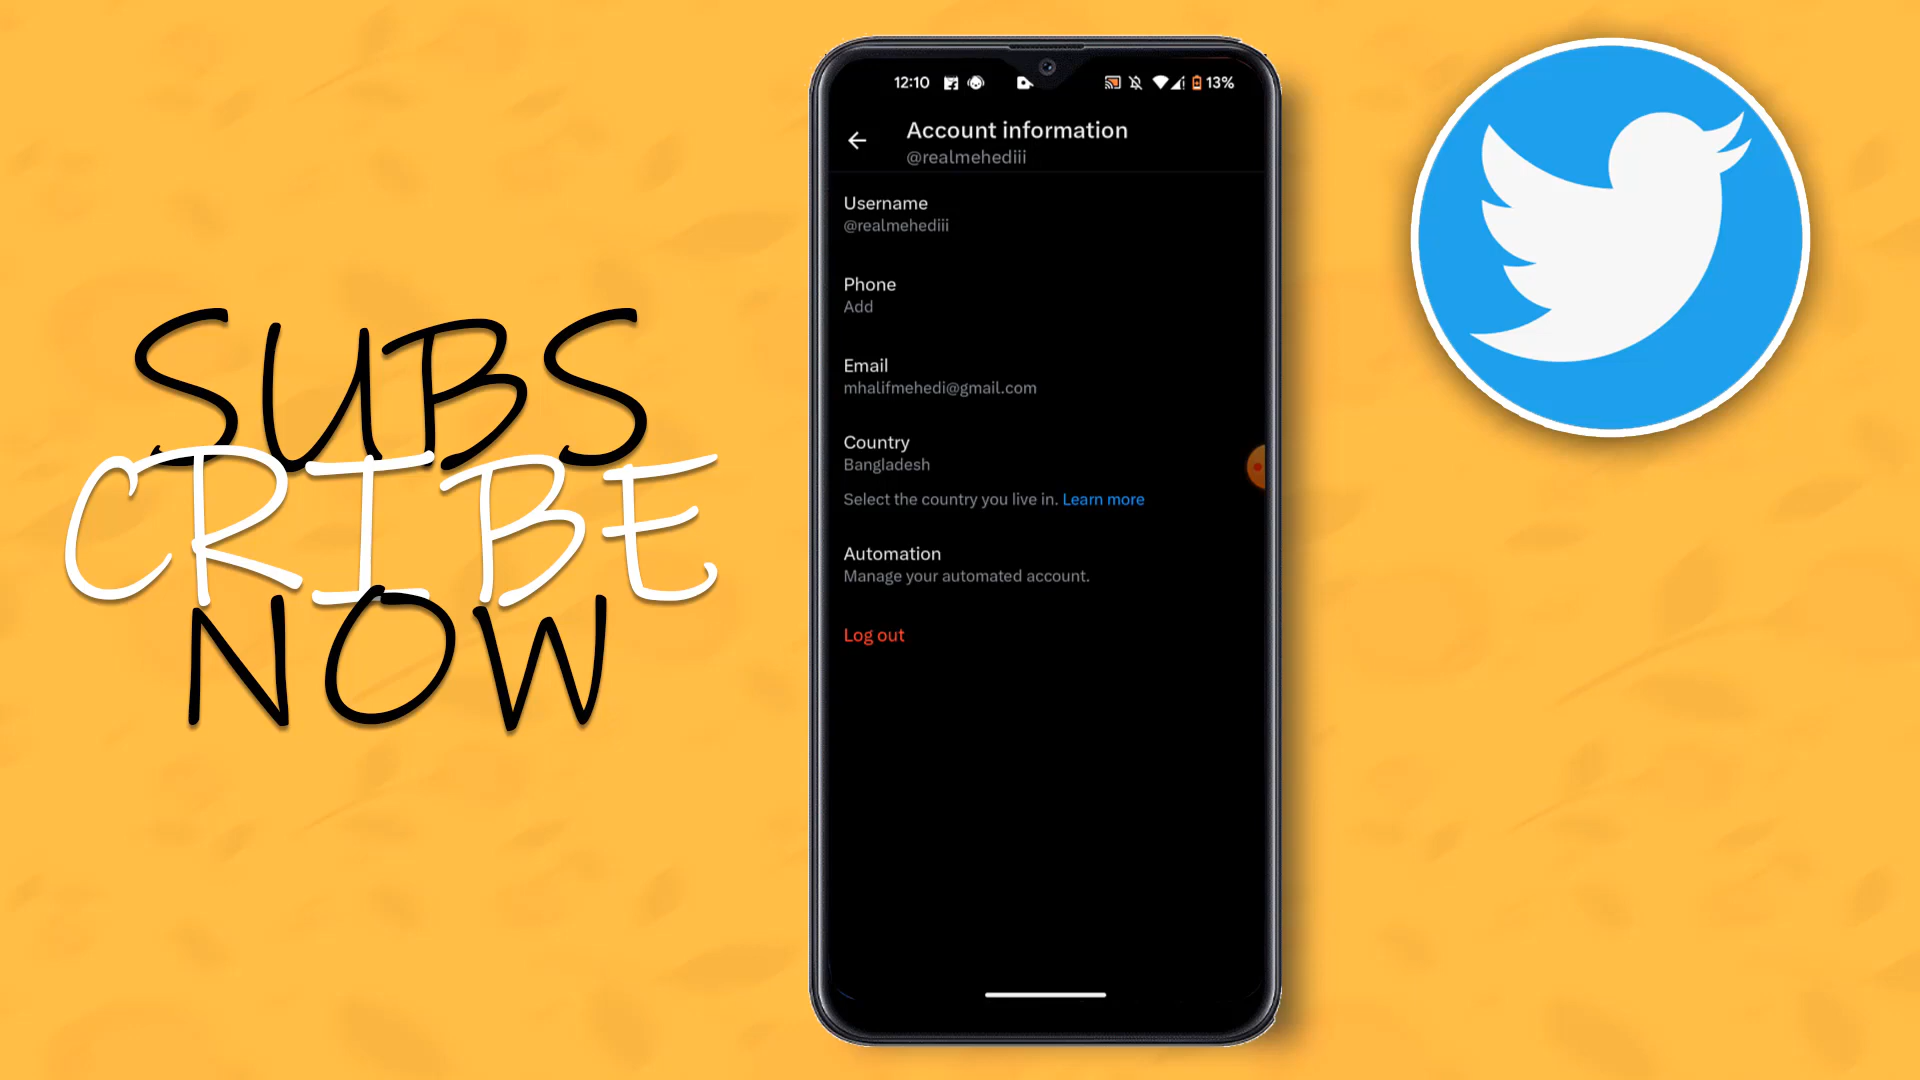 SUBS
CRIBE
NOW
12:10
13%
Account information
@realmehediii
Username
@realmehediii
Phone
Add
Email
mhalifmehedi@gmail.com
Country
Bangladesh
Select the country you live in. Learn more
Automation
Manage your automated account.
Log out